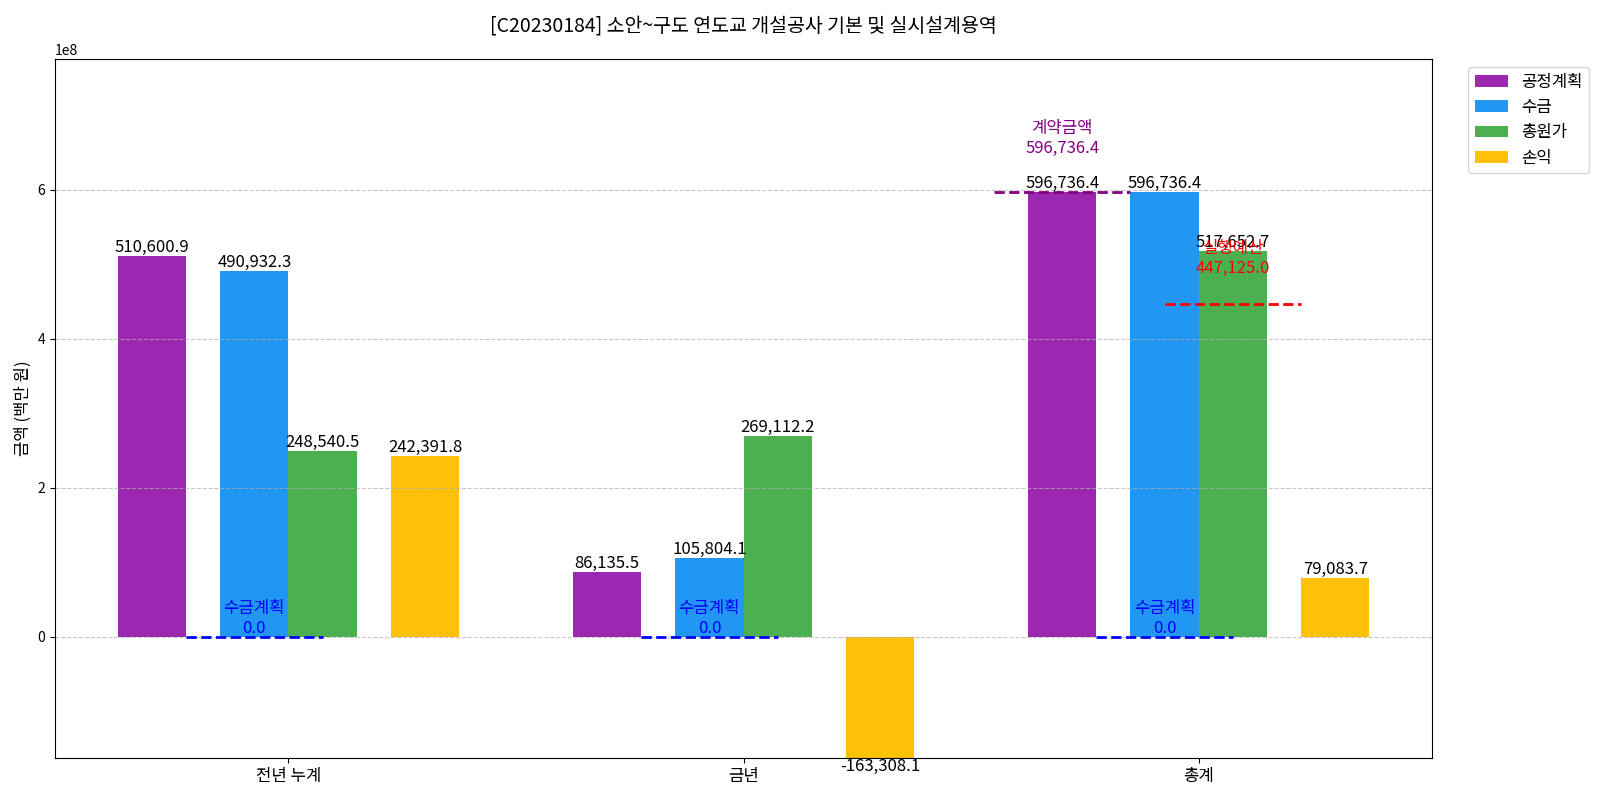 [C20230184] 소안~구도 연도교 개설공사 기본 및 실시설계용역
1e8
공정계획
수금
총원가
손익
금액 (백만 원)
6
4
2
0
510,600.9
490,932.3
248,540.5
242,391.8
수금계획
0.0
86,135.5
105,804.1
269,112.2
-163,308.1
수금계획
0.0
계약금액
596,736.4
596,736.4
596,736.4
517,652.7
실행예산
447,125.0
79,083.7
수금계획
0.0
전년 누계
금년
총계